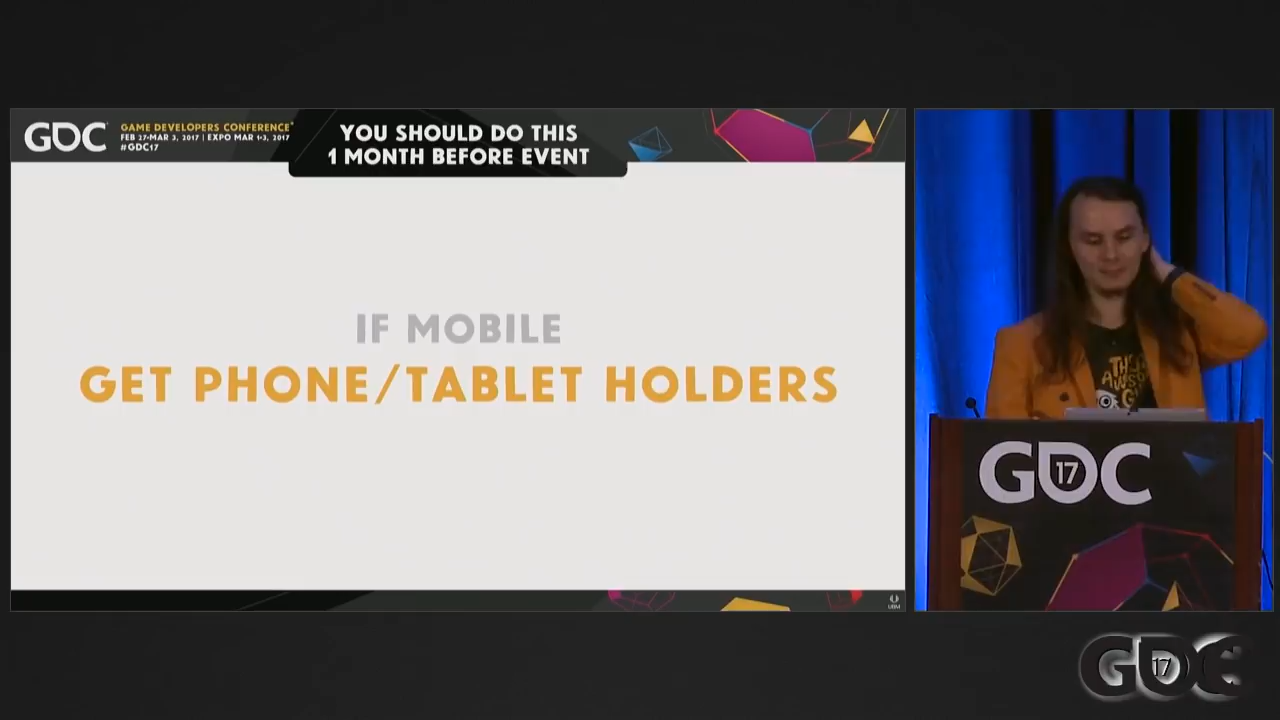 GDC
GAME DEVELOPERS CONFERENCE
FEB 27-MAR 3, 2017 | EXPO MAR 1-3, 2017
#GDC17
YOU SHOULD DO THIS
1 MONTH BEFORE EVENT
IF MOBILE
GET PHONE/TABLET HOLDERS
UBM
GDC
17
GDC
17